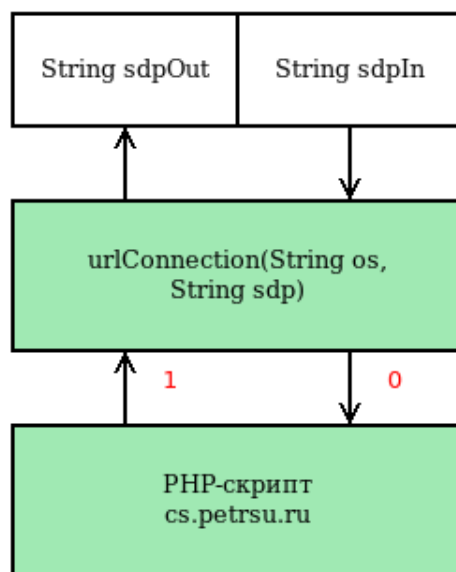 String sdpOut
String sdpIn
urlConnection(String os,
String sdp)
1
0
PHP-скрипт
cs.petrsu.ru